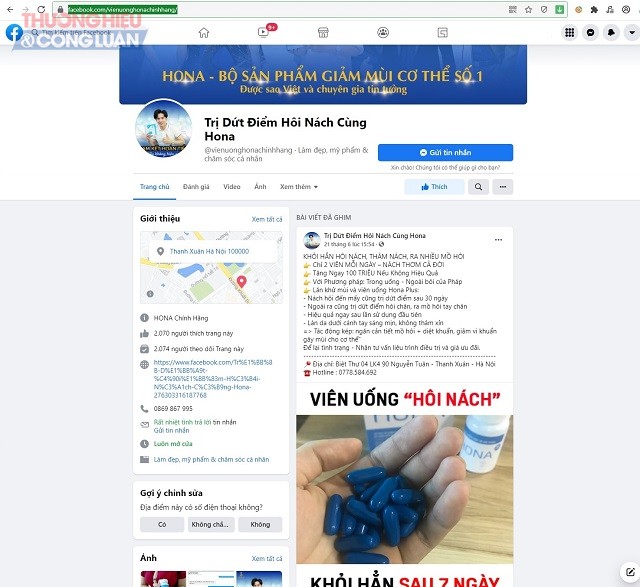 facebook.com/vienuonghonachinhhang/
THƯƠNGHIỆU
&CÔNGLUẬN
Tìm kiếm trên Facebook
9+
HONA - BỘ SẢN PHẨM GIẢM MÙI CƠ THỂ SỐ 1
Được sao Việt và chuyên gia tin tưởng
Trị Dứt Điểm Hôi Nách Cùng
Hona
@vienuonghonachinhhang · Làm đẹp, mỹ phẩm &
chăm sóc cá nhân
Gửi tin nhắn
Xin chào! Chúng tôi có thể giúp gì cho bạn?
Trang chủ
Đánh giá
Video
Ảnh
Xem thêm
Thích
Giới thiệu
Xem tất cả
Thanh Xuân Hà Nội 100000
HONA Chính Hãng
2.070 người thích trang này
2.074 người theo dõi Trang này
https://www.facebook.com/Tr%E1%BB%8
B-D%E1%BB%A9t-
%C4%90i%E1%BB%83m-H%C3%B4i-
N%C3%A1ch-C%C3%B9ng-Hona-
276303316187768
0869 867 995
Rất nhiệt tình trả lời tin nhắn
Gửi tin nhắn
Luôn mở cửa
Làm đẹp, mỹ phẩm & chăm sóc cá nhân
Gợi ý chỉnh sửa
Địa điểm này có số điện thoại không?
Có
Không chắ...
Không
Ảnh
Xem tất cả
BÀI VIẾT ĐÃ GHIM
Trị Dứt Điểm Hôi Nách Cùng Hona
21 tháng 6 lúc 15:54
KHỎI HẲN HÔI NÁCH, THÂM NÁCH, RA NHIỀU MỒ HÔI
Chỉ 2 VIÊN MỖI NGÀY – NÁCH THƠM CẢ ĐỜI
Tặng Ngay 100 TRIỆU Nếu Không Hiệu Quả
Với Phương pháp: Trong uống - Ngoài bôi của Pháp
Lăn khử mùi và viên uống Hona Plus:
- Nách hôi đến mấy cũng trị dứt điểm sau 30 ngày
- Ngoài ra cũng trị dứt điểm hôi chân, ra mồ hôi tay chân
- Hiệu quả ngay sau lần sử dụng đầu tiên
- Làn da dưới cánh tay sáng mịn, không thâm xỉn
=> Tác động kép: ngăn cản tiết mồ hôi + diệt khuẩn, giảm vi khuẩn
gây mùi cho cơ thể"
Để lại tình trạng - Nhận tư vấn liệu trình điều trị và giá ưu đãi.
Địa chỉ: Biệt Thự 04 LK4 90 Nguyễn Tuân - Thanh Xuân - Hà Nội
Hotline : 0778.584.692
VIÊN UỐNG “HÔI NÁCH”
HONA
KHỎI HẲN SAU 7 NGÀY